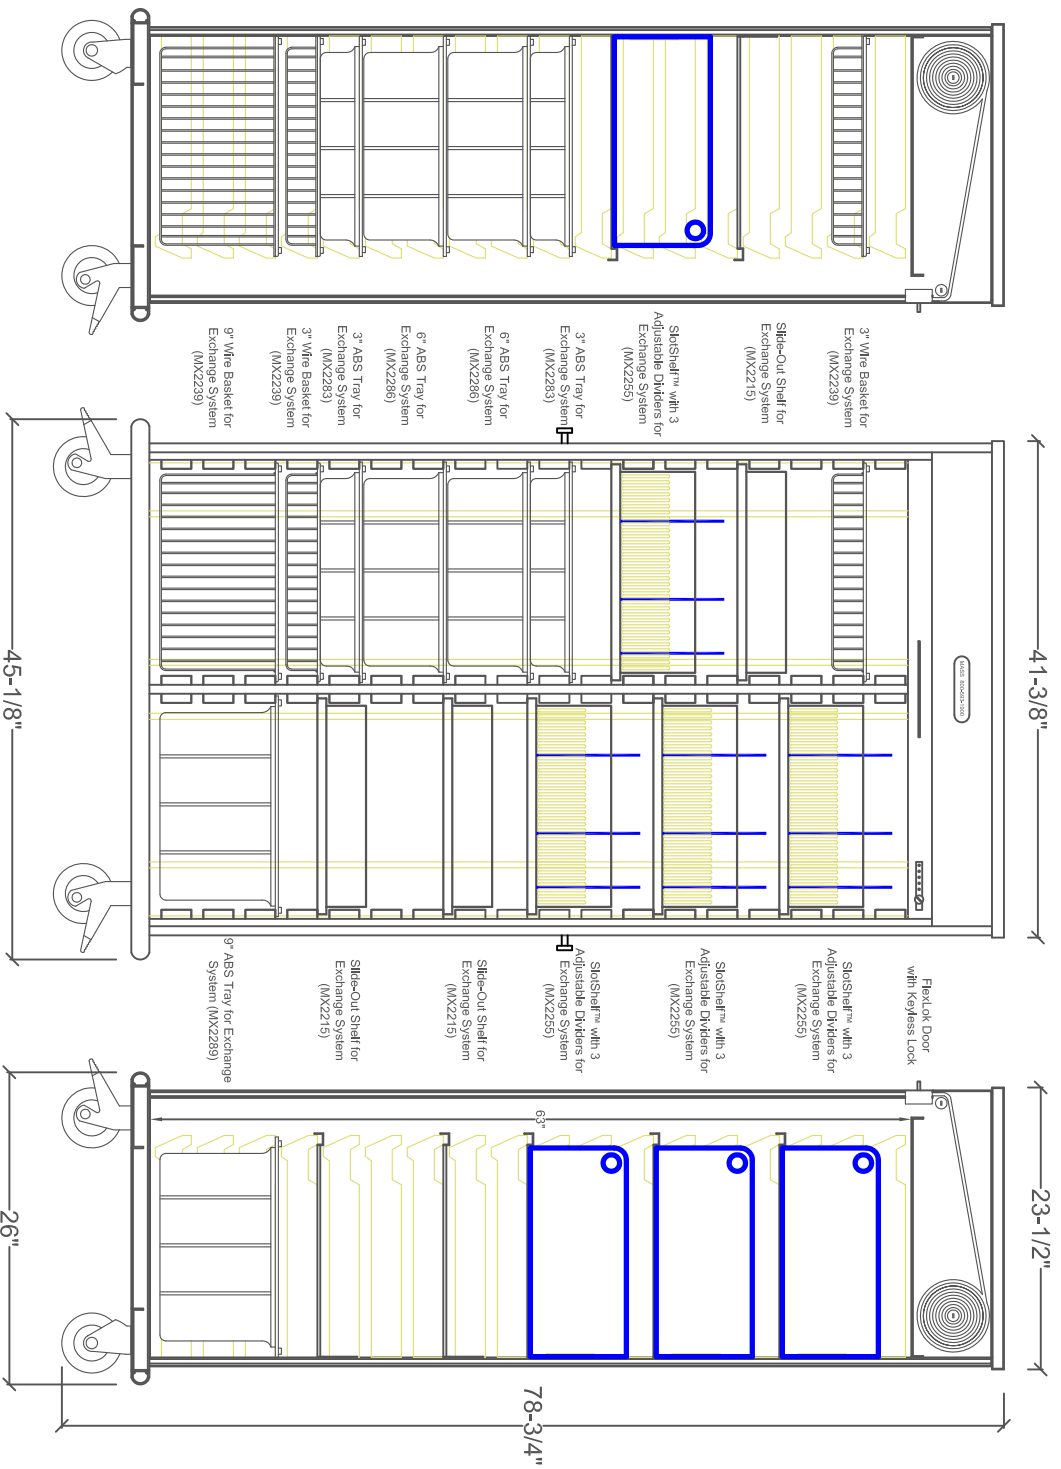 41-3/8"
23-1/2"
MASS 800-693-1900
3" Wire Basket for
Exchange System
(MX2239)
Slide-Out Shelf for
Exchange System
(MX2215)
SlotShelf™ with 3
Adjustable Dividers for
Exchange System
(MX2255)
3" ABS Tray for
Exchange System
(MX2283)
6" ABS Tray for
Exchange System
(MX2286)
6" ABS Tray for
Exchange System
(MX2286)
3" ABS Tray for
Exchange System
(MX2283)
3" Wire Basket for
Exchange System
(MX2239)
9" Wire Basket for
Exchange System
(MX2239)
FlexLok Door
with Keyless Lock
SlotShelf™ with 3
Adjustable Dividers for
Exchange System
(MX2255)
SlotShelf™ with 3
Adjustable Dividers for
Exchange System
(MX2255)
SlotShelf™ with 3
Adjustable Dividers for
Exchange System
(MX2255)
Slide-Out Shelf for
Exchange System
(MX2215)
Slide-Out Shelf for
Exchange System
(MX2215)
9" ABS Tray for Exchange
System (MX2289)
63"
78-3/4"
45-1/8"
26"